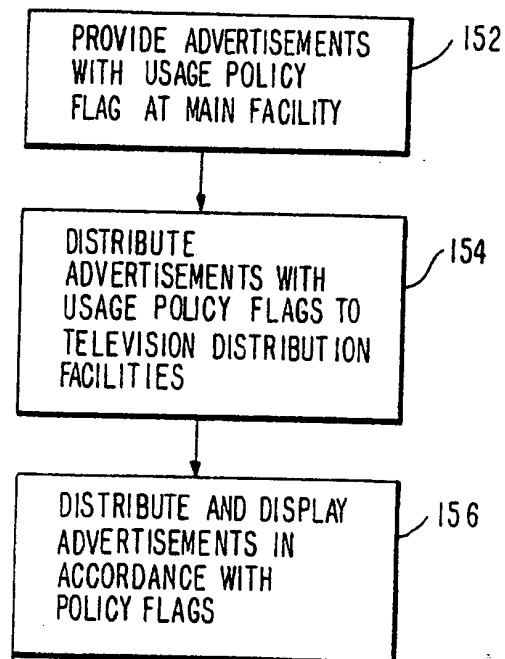 PROVIDE ADVERTISEMENTS
WITH USAGE POLICY
FLAG AT MAIN FACILITY
152
DISTRIBUTE
ADVERTISEMENTS WITH
USAGE POLICY FLAGS TO
TELEVISION DISTRIBUTION
FACILITIES
154
DISTRIBUTE AND DISPLAY
ADVERTISEMENTS IN
ACCORDANCE WITH
POLICY FLAGS
156